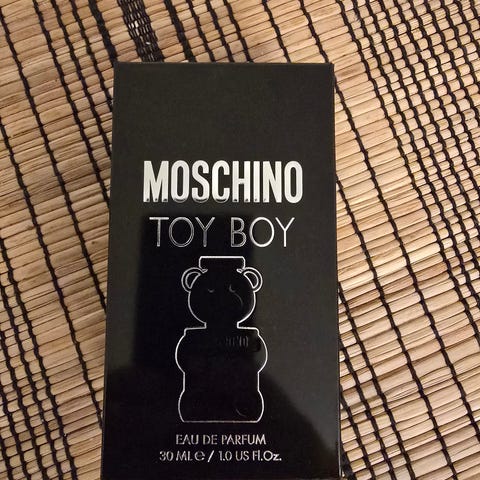 MOSCHINO
TOY BOY
EAU DE PARFUM
30 ML e / 1.0 US Fl.Oz.